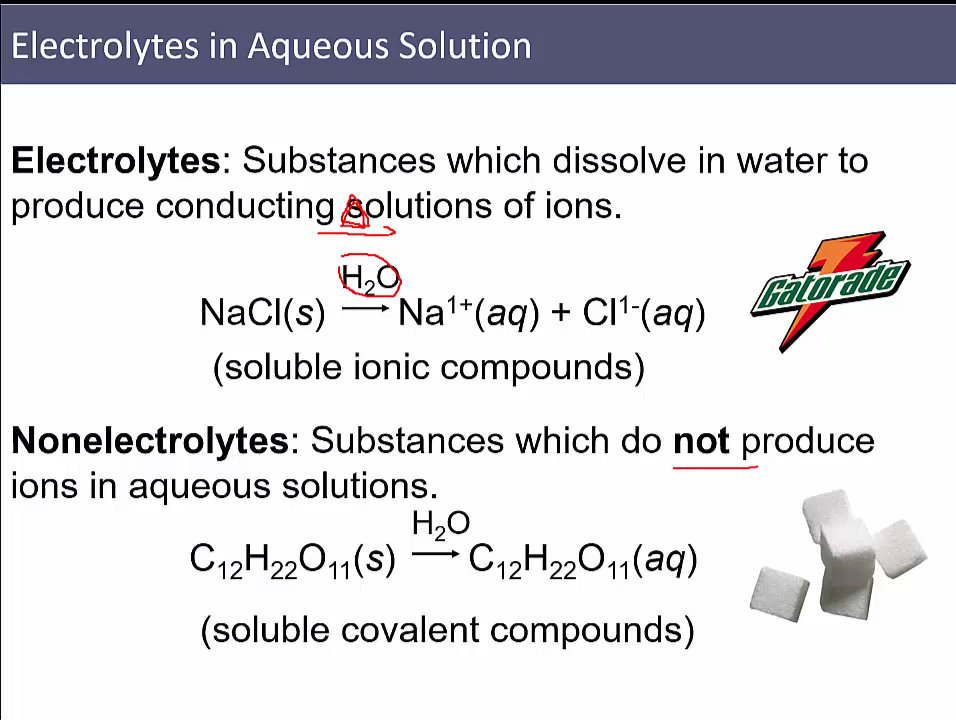 Electrolytes in Aqueous Solution
Electrolytes: Substances which dissolve in water to
produce conducting solutions of ions.
H₂O
NaCl(s) → Na¹⁺(aq) + Cl¹⁻(aq)
Gatorade
(soluble ionic compounds)
Nonelectrolytes: Substances which do not produce
ions in aqueous solutions.
H₂O
C₁₂H₂₂O₁₁(s) → C₁₂H₂₂O₁₁(aq)
(soluble covalent compounds)